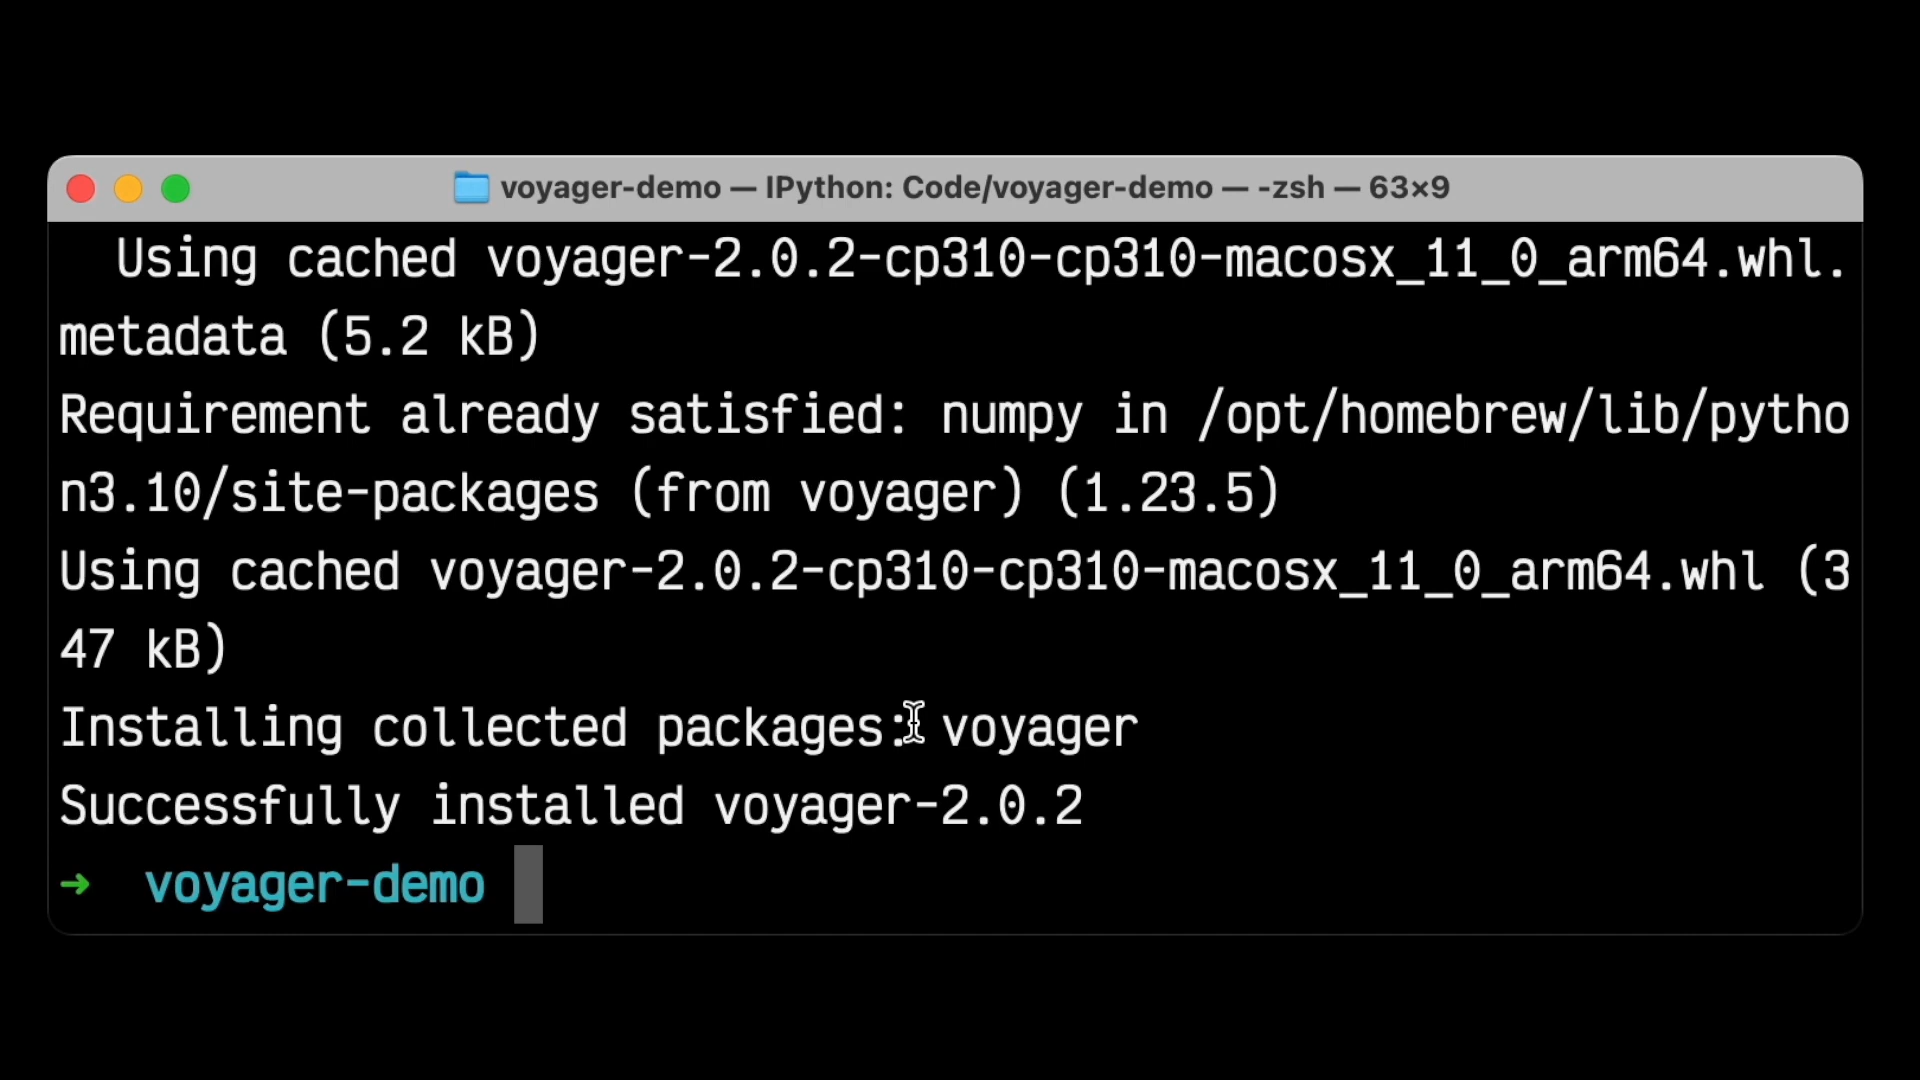 voyager-demo — IPython: Code/voyager-demo — -zsh — 63×9
Using cached voyager-2.0.2-cp310-cp310-macosx_11_0_arm64.whl.
metadata (5.2 kB)
Requirement already satisfied: numpy in /opt/homebrew/lib/pytho
n3.10/site-packages (from voyager) (1.23.5)
Using cached voyager-2.0.2-cp310-cp310-macosx_11_0_arm64.whl (3
47 kB)
Installing collected packages: voyager
Successfully installed voyager-2.0.2
➜ voyager-demo